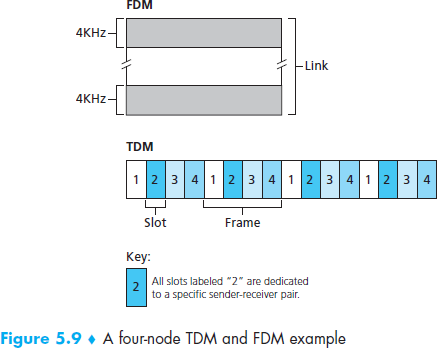 FDM
4KHz
Link
4KHz
TDM
1 2 3 4 1 2 3 4 1 2 3 4 1 2 3 4
Slot Frame
Key:
2 All slots labeled “2” are dedicated
to a specific sender-receiver pair.
Figure 5.9 ♦ A four-node TDM and FDM example